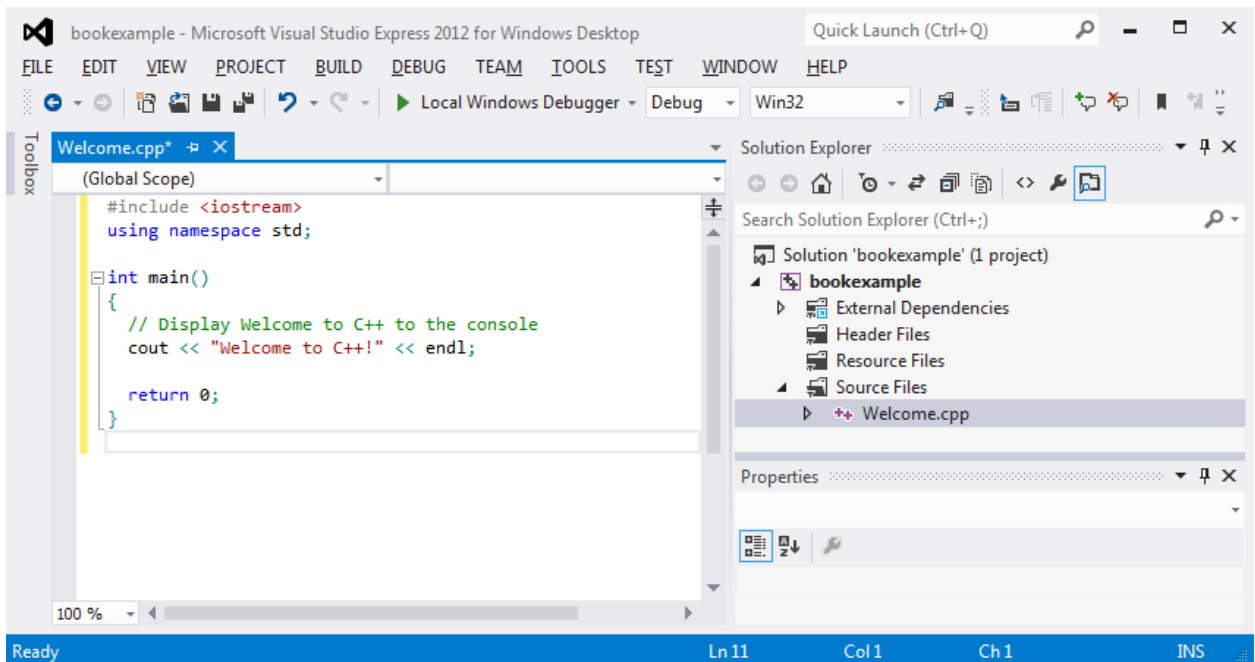 bookexample - Microsoft Visual Studio Express 2012 for Windows Desktop
Quick Launch (Ctrl+Q)
FILE EDIT VIEW PROJECT BUILD DEBUG TEAM TOOLS TEST WINDOW HELP
Local Windows Debugger Debug Win32
Toolbox
Welcome.cpp*
(Global Scope)
#include <iostream>
using namespace std;
int main()
{
// Display Welcome to C++ to the console
cout << "Welcome to C++!" << endl;
return 0;
}
100 %
Solution Explorer
Search Solution Explorer (Ctrl+;)
Solution 'bookexample' (1 project)
bookexample
External Dependencies
Header Files
Resource Files
Source Files
Welcome.cpp
Properties
Ready Ln 11 Col 1 Ch 1 INS